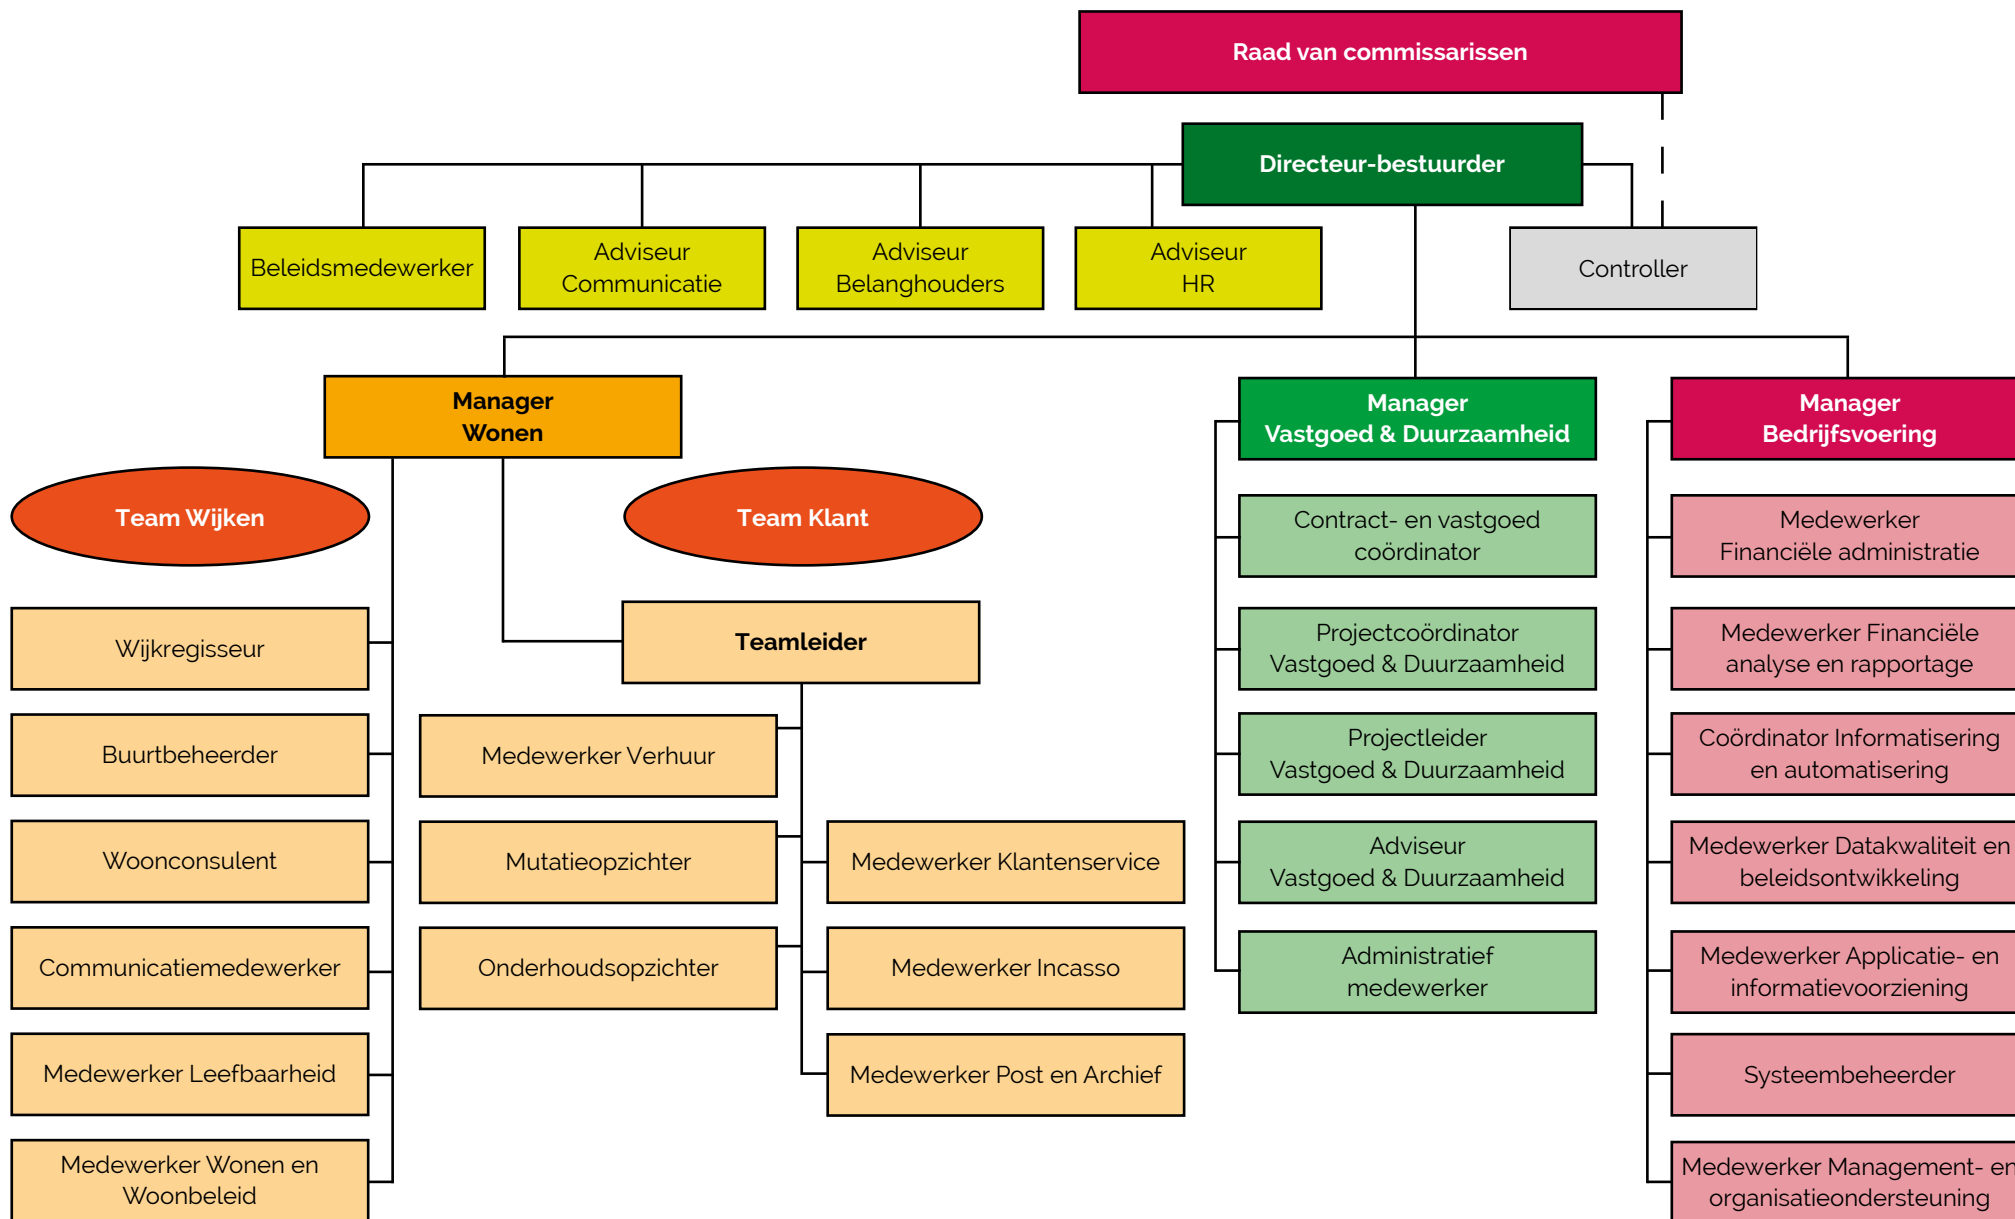 Raad van commissarissen
Directeur-bestuurder
Beleidsmedewerker
Adviseur
Communicatie
Adviseur
Belanghouders
Adviseur
HR
Controller
Manager
Wonen
Manager
Vastgoed & Duurzaamheid
Manager
Bedrijfsvoering
Team Wijken
Wijkregisseur
Buurtbeheerder
Woonconsulent
Communicatiemedewerker
Medewerker Leefbaarheid
Medewerker Wonen en
Woonbeleid
Team Klant
Teamleider
Medewerker Verhuur
Mutatieopzichter
Onderhoudsopzichter
Medewerker Klantenservice
Medewerker Incasso
Medewerker Post en Archief
Contract- en vastgoed
coördinator
Projectcoördinator
Vastgoed & Duurzaamheid
Projectleider
Vastgoed & Duurzaamheid
Adviseur
Vastgoed & Duurzaamheid
Administratief
medewerker
Medewerker
Financiële administratie
Medewerker Financiële
analyse en rapportage
Coördinator Informatisering
en automatisering
Medewerker Datakwaliteit en
beleidsontwikkeling
Medewerker Applicatie- en
informatievoorziening
Systeembeheerder
Medewerker Management- en
organisatieondersteuning